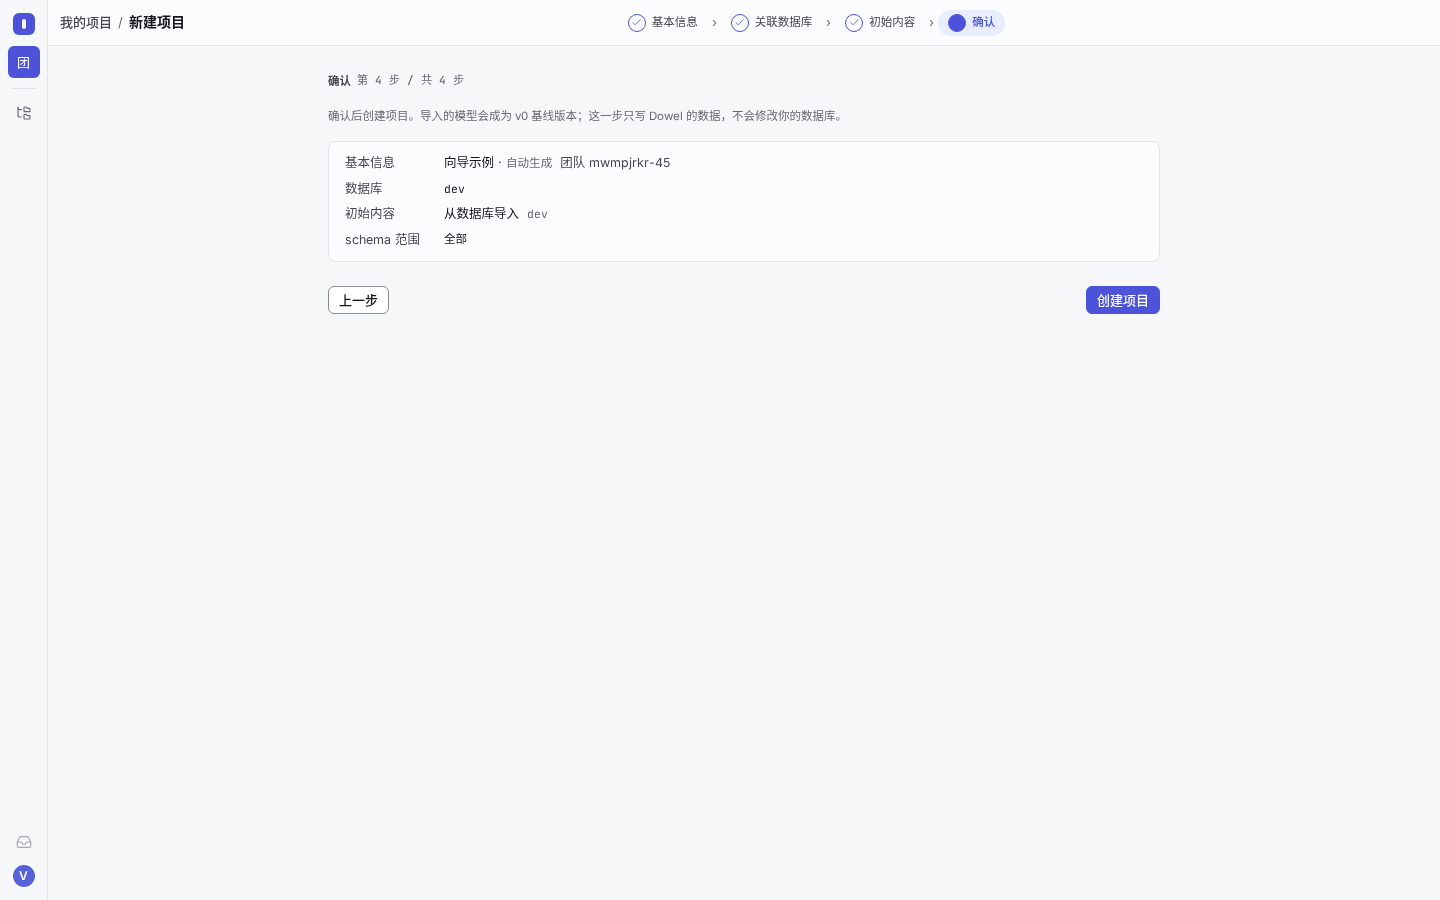 我的项目 / 新建项目
基本信息 › 关联数据库 › 初始内容 › 确认
团
确认 第 4 步 / 共 4 步
确认后创建项目。导入的模型会成为 v0 基线版本；这一步只写 Dowel 的数据，不会修改你的数据库。
基本信息 向导示例 · 自动生成 团队 mwmpjrkr-45
数据库 dev
初始内容 从数据库导入 dev
schema 范围 全部
上一步 创建项目
V